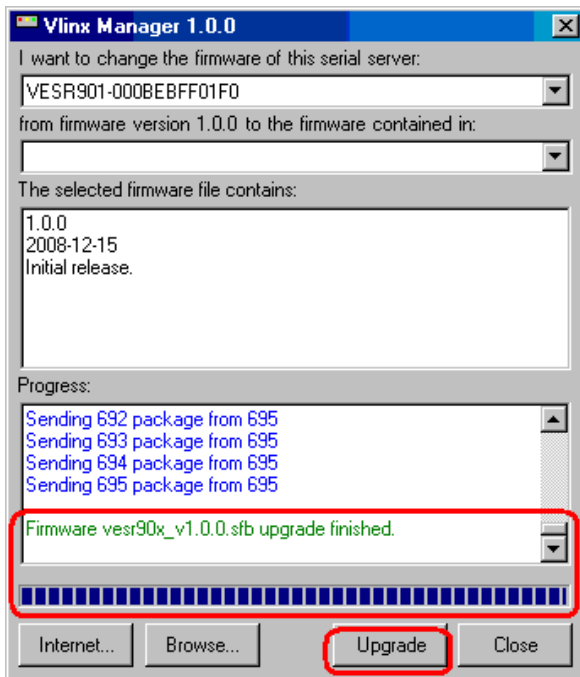 Vlinx Manager 1.0.0
I want to change the firmware of this serial server:
VESR901-000BEBFF01F0
from firmware version 1.0.0 to the firmware contained in:
The selected firmware file contains:
1.0.0
2008-12-15
Initial release.
Progress:
Sending 692 package from 695
Sending 693 package from 695
Sending 694 package from 695
Sending 695 package from 695
Firmware vesr90x_v1.0.0.sfb upgrade finished.
Internet... Browse... Upgrade Close